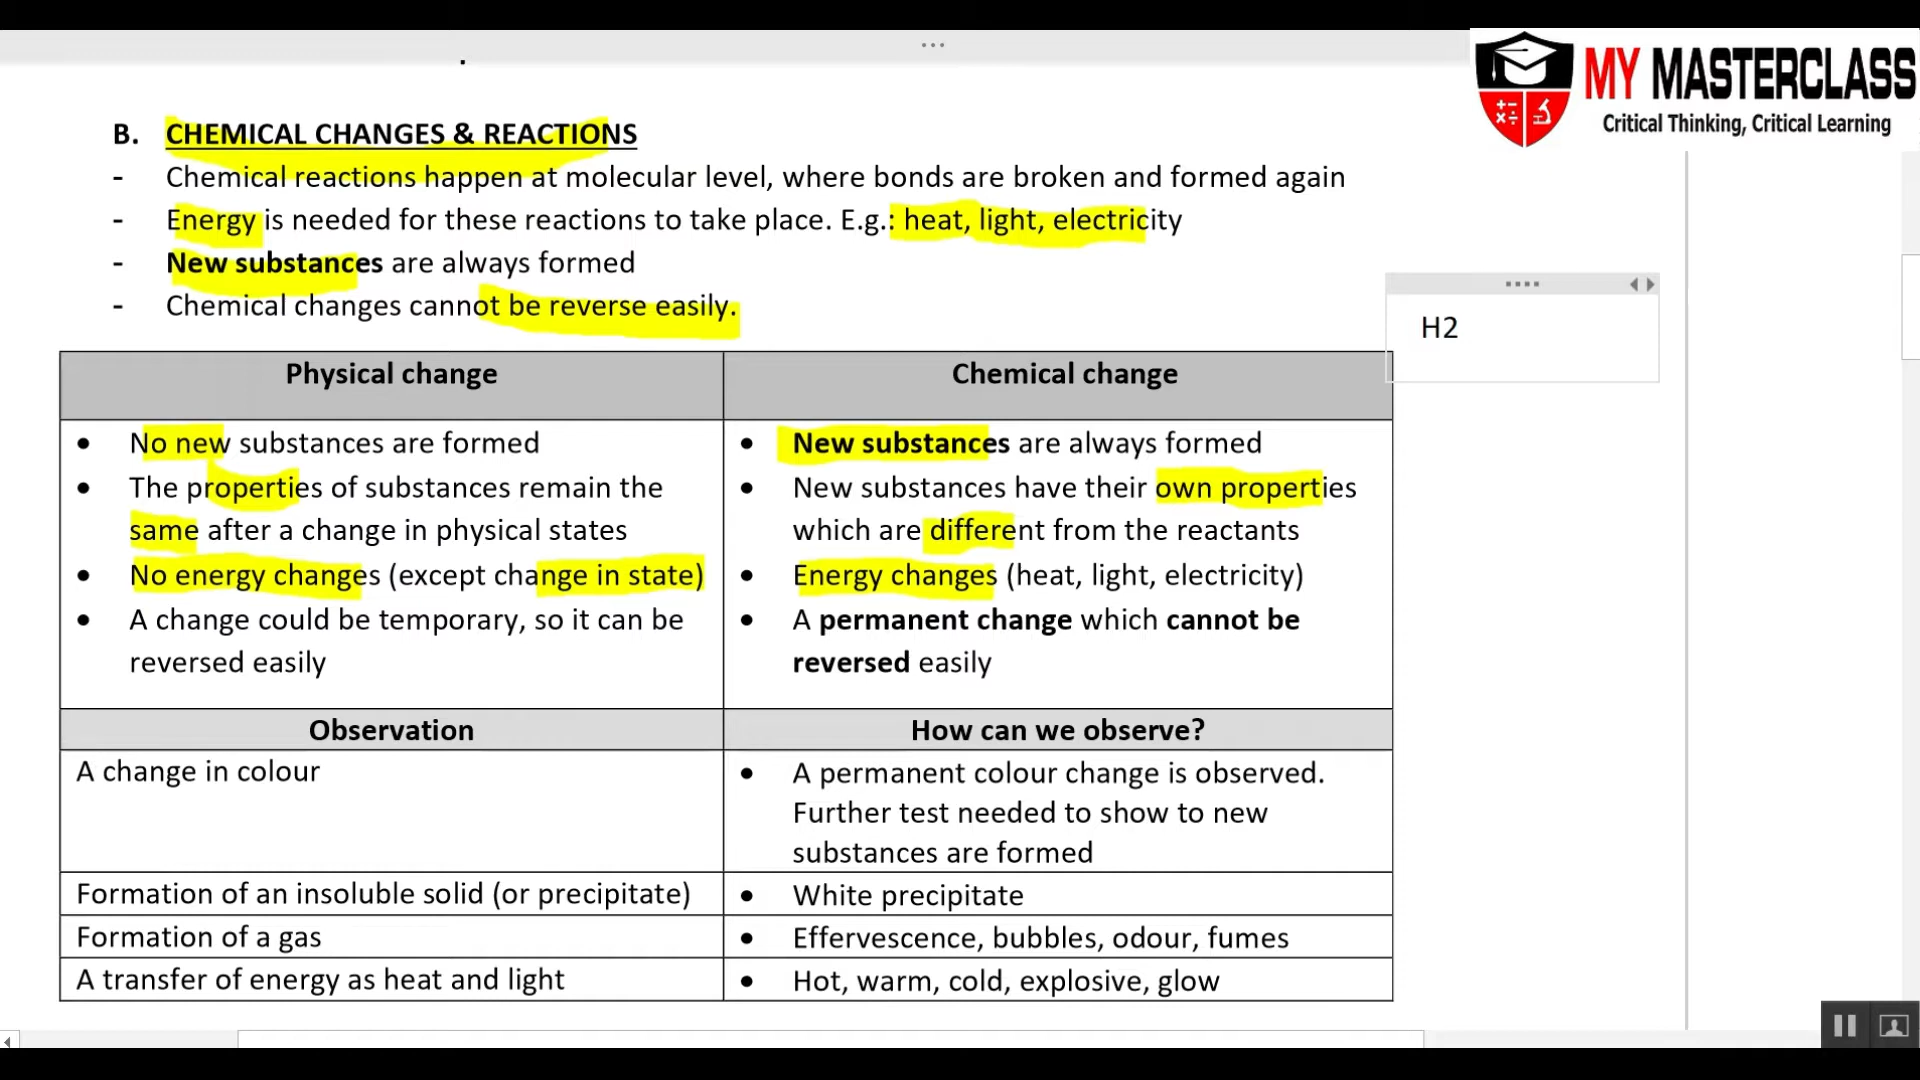 MY MASTERCLASS
Critical Thinking, Critical Learning
B. CHEMICAL CHANGES & REACTIONS
- Chemical reactions happen at molecular level, where bonds are broken and formed again
- Energy is needed for these reactions to take place. E.g.: heat, light, electricity
- New substances are always formed
- Chemical changes cannot be reverse easily.
H2
Physical change
Chemical change
• No new substances are formed
• The properties of substances remain the
same after a change in physical states
• No energy changes (except change in state)
• A change could be temporary, so it can be
reversed easily
• New substances are always formed
• New substances have their own properties
which are different from the reactants
• Energy changes (heat, light, electricity)
• A permanent change which cannot be
reversed easily
Observation
How can we observe?
A change in colour
• A permanent colour change is observed.
Further test needed to show to new
substances are formed
Formation of an insoluble solid (or precipitate)
• White precipitate
Formation of a gas
• Effervescence, bubbles, odour, fumes
A transfer of energy as heat and light
• Hot, warm, cold, explosive, glow